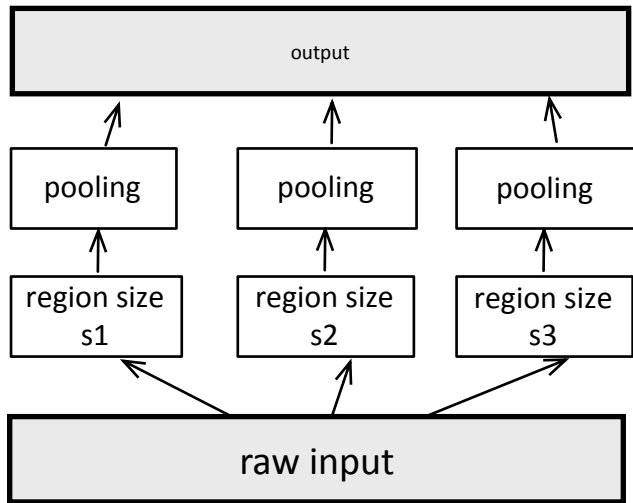 output
pooling
pooling
pooling
region size
s1
region size
s2
region size
s3
raw input